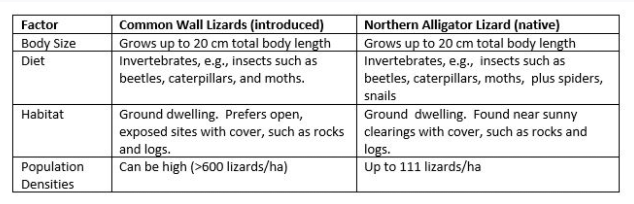 Factor Common Wall Lizards (introduced) Northern Alligator Lizard (native)
Body Size Grows up to 20 cm total body length Grows up to 20 cm total body length
Diet Invertebrates, e.g., insects such as beetles, caterpillars, and moths. Invertebrates, e.g., insects such as beetles, caterpillars, moths, plus spiders, snails
Habitat Ground dwelling. Prefers open, exposed sites with cover, such as rocks and logs. Ground dwelling. Found near sunny clearings with cover, such as rocks and logs.
Population Densities Can be high (>600 lizards/ha) Up to 111 lizards/ha